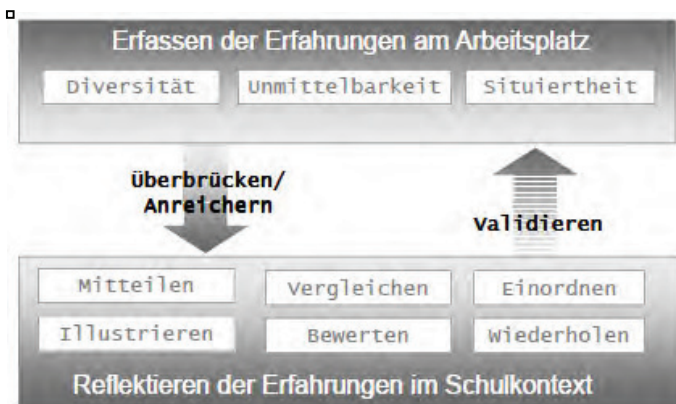 Erfassen der Erfahrungen am Arbeitsplatz
Diversität Unmittelbarkeit Situiertheit
Überbrücken/
Anreichern
Validieren
Mitteilen Vergleichen Einordnen
Illustrieren Bewerten Wiederholen
Reflektieren der Erfahrungen im Schulkontext